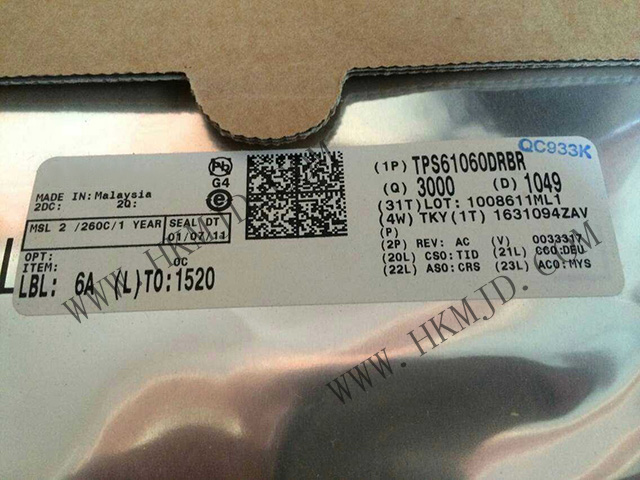 QC933K
(1P) TPS61060DRBR
(Q) 3000 (D) 1049
(31T)LOT: 1008611ML1
(4W) TKY(1T) 1631094ZAV
(P)
(2P) REV: AC (V) 0033317
(20L) CSO: TID (21L) CCO:DEU
(22L) ASO: CRS (23L) ACO:MYS
Pb
G4
e
MADE IN: Malaysia
2DC: 2Q:
MSL 2 /260C/1 YEAR
SEAL DT
01/07/11
OPT:
ITEM: 0C
LBL: 6A (L)TO:1520
WWW.HKMJD.COM
WWW.HKMJD.COM